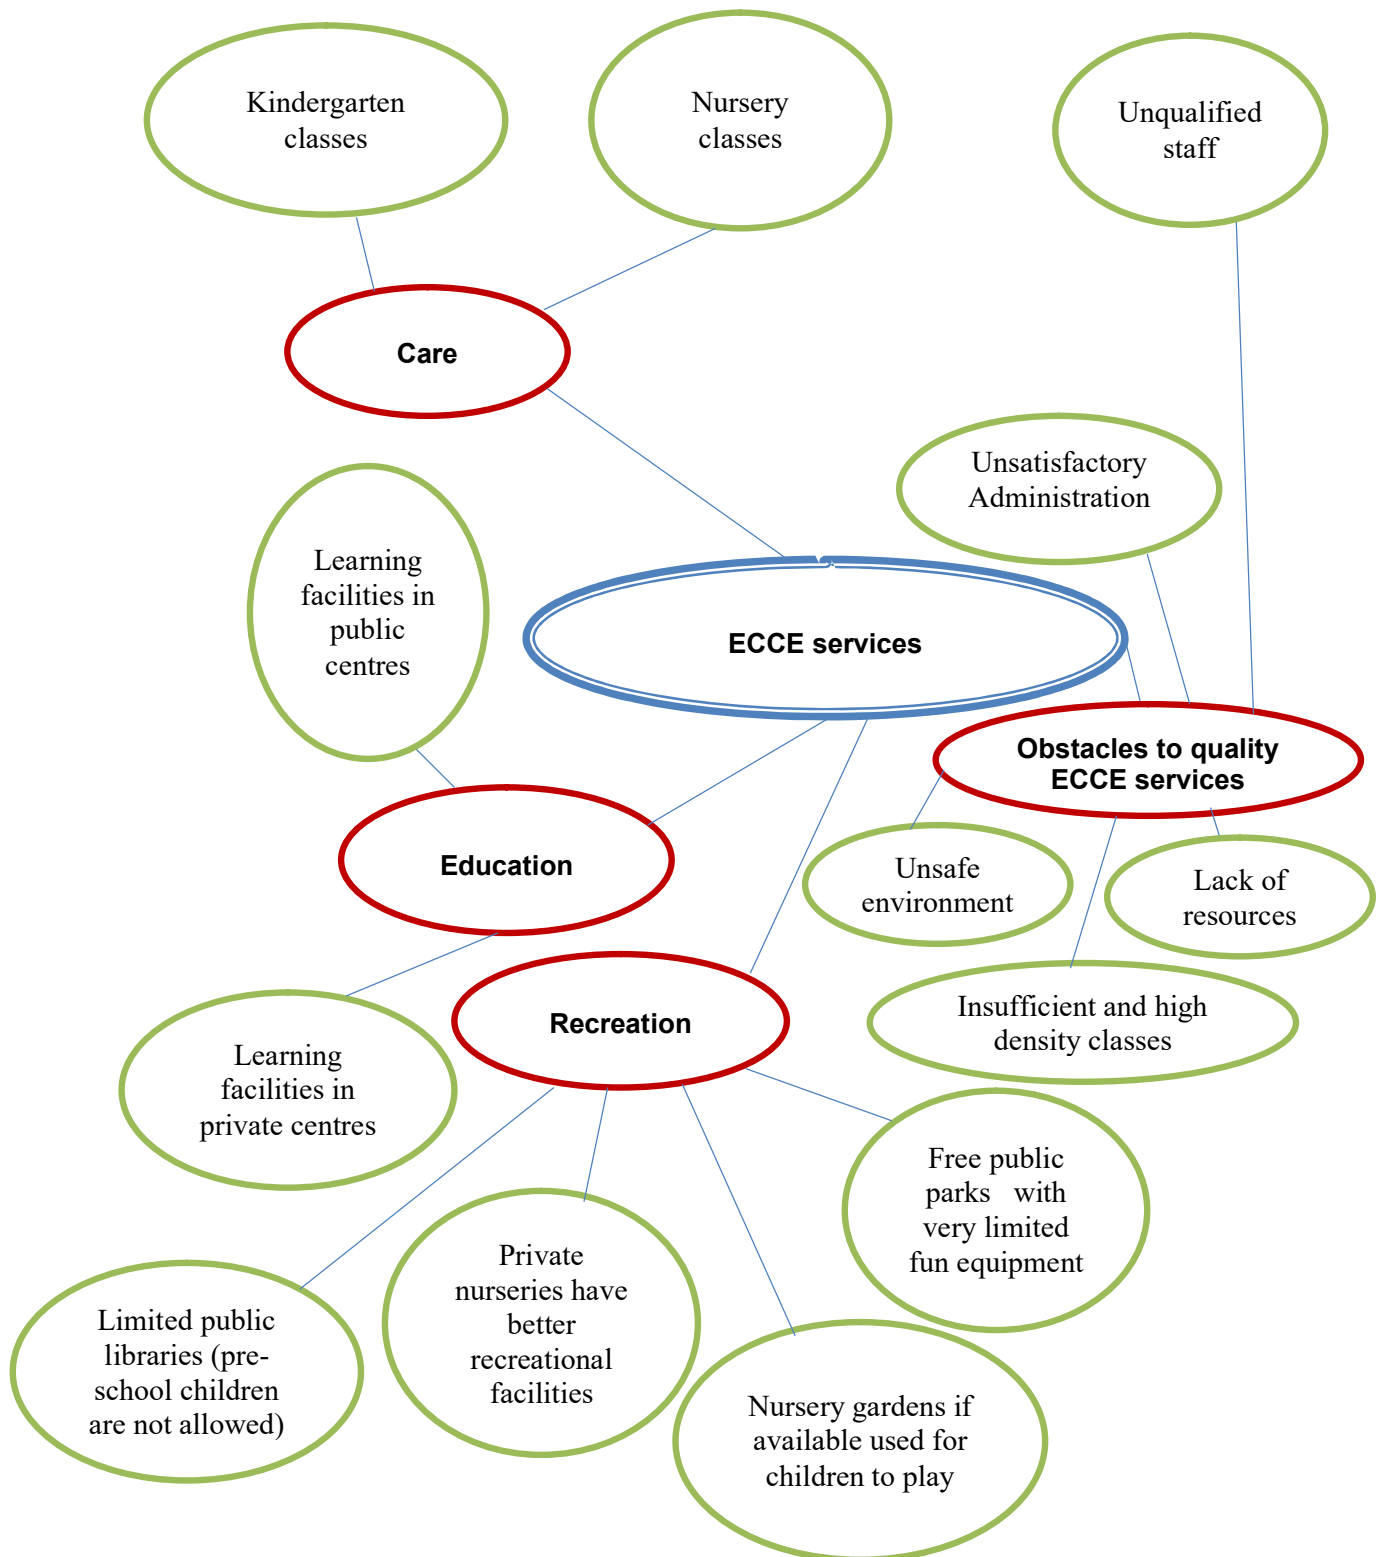 Kindergarten
classes
Nursery
classes
Unqualified
staff
Care
Unsatisfactory
Administration
Learning
facilities in
public
centres
ECCE services
Obstacles to quality
ECCE services
Education
Unsafe
environment
Lack of
resources
Recreation
Insufficient and high
density classes
Learning
facilities in
private centres
Free public
parks with
very limited
fun equipment
Private
nurseries have
better
recreational
facilities
Limited public
libraries (pre-
school children
are not allowed)
Nursery gardens if
available used for
children to play